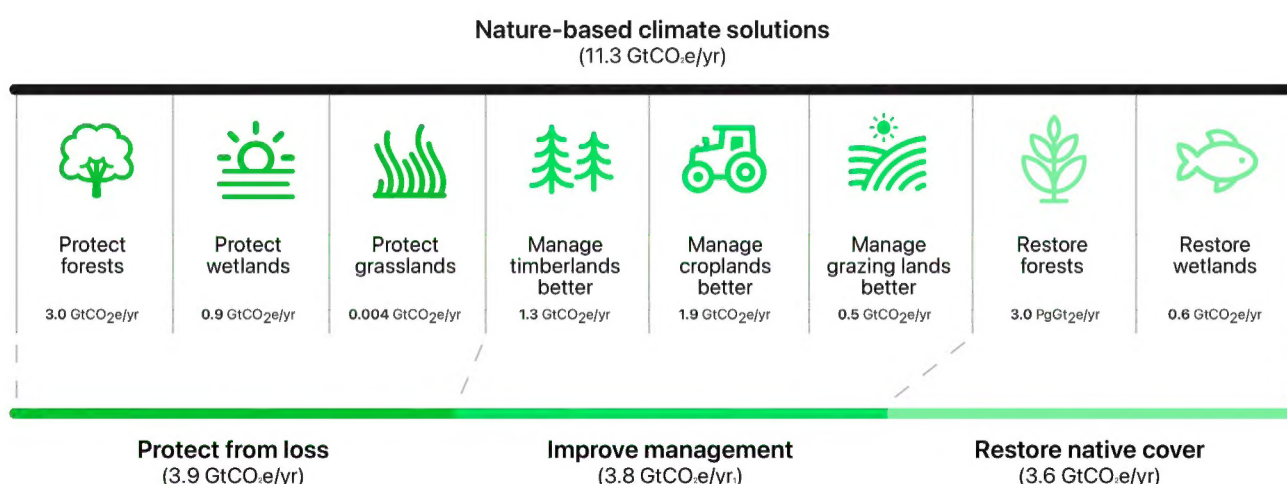 Nature-based climate solutions
(11.3 GtCO₂e/yr)
Protect
forests
3.0 GtCO2e/yr
Protect
wetlands
0.9 GtCO2e/yr
Protect
grasslands
0.004 GtCO2e/yr
Manage
timberlands
better
1.3 GtCO2e/yr
Manage
croplands
better
1.9 GtCO2e/yr
Manage
grazing lands
better
0.5 GtCO2e/yr
Restore
forests
3.0 PgGt2e/yr
Restore
wetlands
0.6 GtCO2e/yr
Protect from loss
(3.9 GtCO₂e/yr)
Improve management
(3.8 GtCO₂e/yr₁)
Restore native cover
(3.6 GtCO₂e/yr)